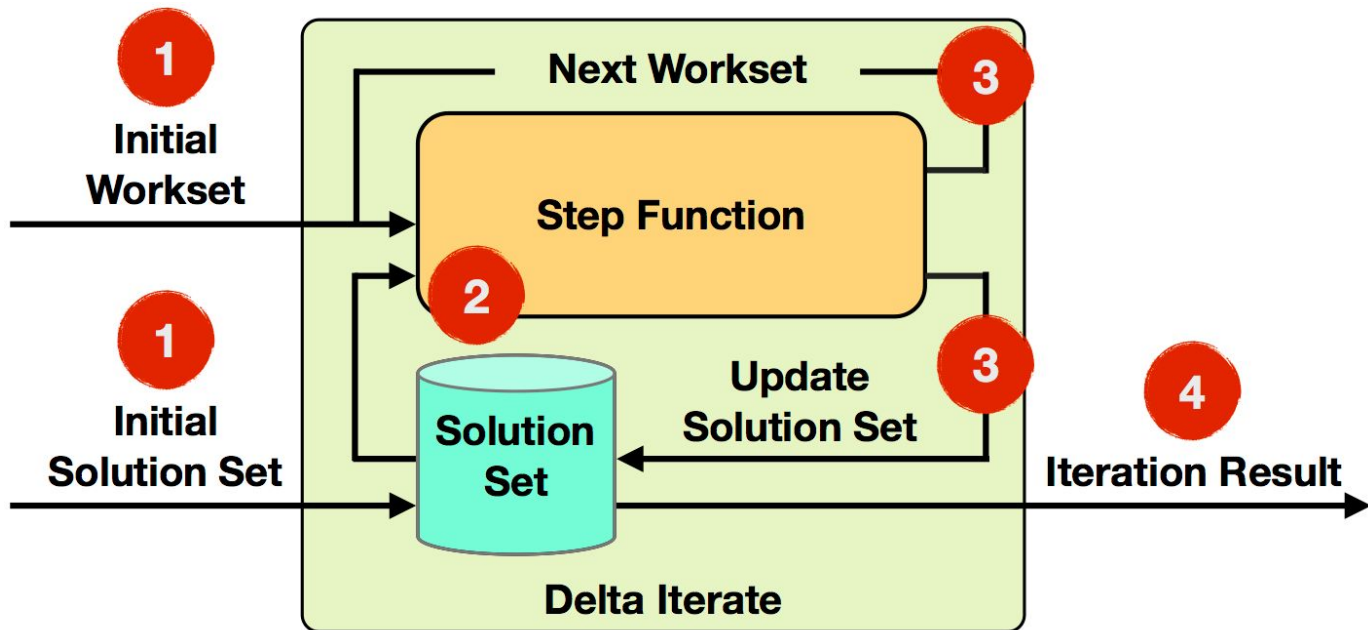 1
Initial
Workset
Next Workset
3
Step Function
2
1
Initial
Solution Set
Solution
Set
Update
Solution Set
3
4
Iteration Result
Delta Iterate